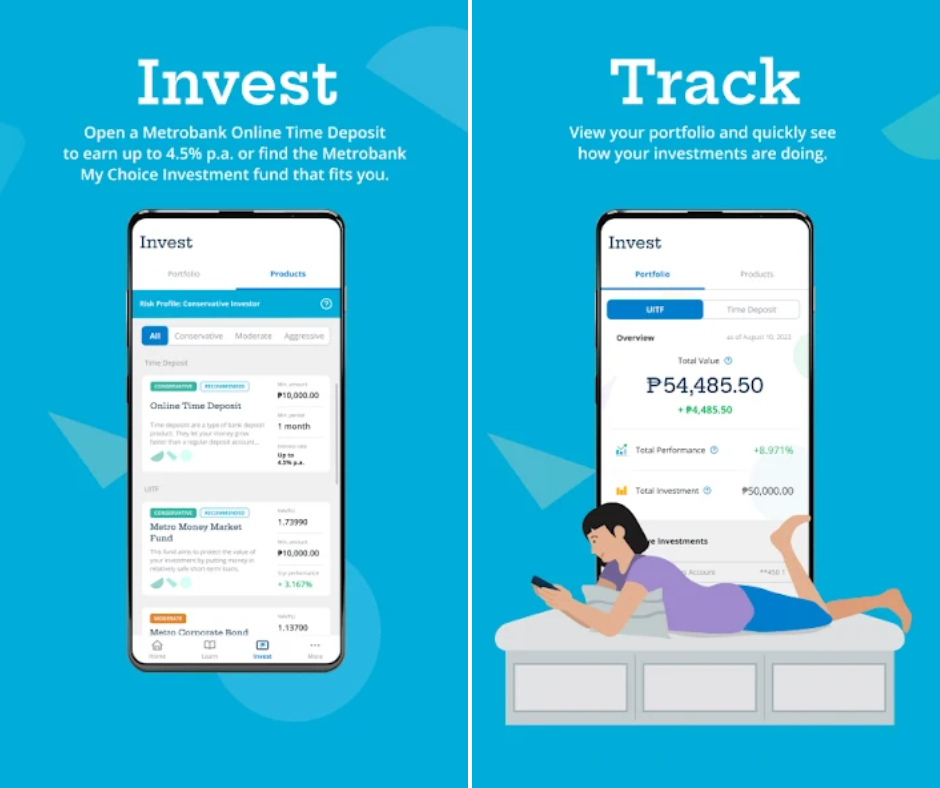 Invest
Open a Metrobank Online Time Deposit
to earn up to 4.5% p.a. or find the Metrobank
My Choice Investment fund that fits you.
Invest
Portfolio
Products
Risk Profile: Conservative Investor
All
Conservative
Moderate
Aggressive
Time Deposit
CONSERVATIVE
RECOMMENDED
Online Time Deposit
Time deposits are a type of bank deposit
product. They let your money grow
faster than a regular deposit account...
Min. amount
₱10,000.00
Min. period
1 month
Interest rate
Up to
4.5% p.a.
UITF
CONSERVATIVE
RECOMMENDED
Metro Money Market
Fund
This fund aims to protect the value of
your investment by putting money in
relatively safe short-term loans.
NAVPU
1.73990
Min. amount
₱10,000.00
performance
+ 3.167%
MODERATE
Metro Corporate Bond
NAVPU
1.13700
Home
Learn
Invest
More
Track
View your portfolio and quickly see
how your investments are doing.
Invest
Portfolio
Products
UITF
Time Deposit
Overview
as of August 10, 2023
Total Value
₱54,485.50
+ ₱4,485.50
Total Performance
+8.971%
Total Investment
₱50,000.00
ve Investments
Account
**456 1